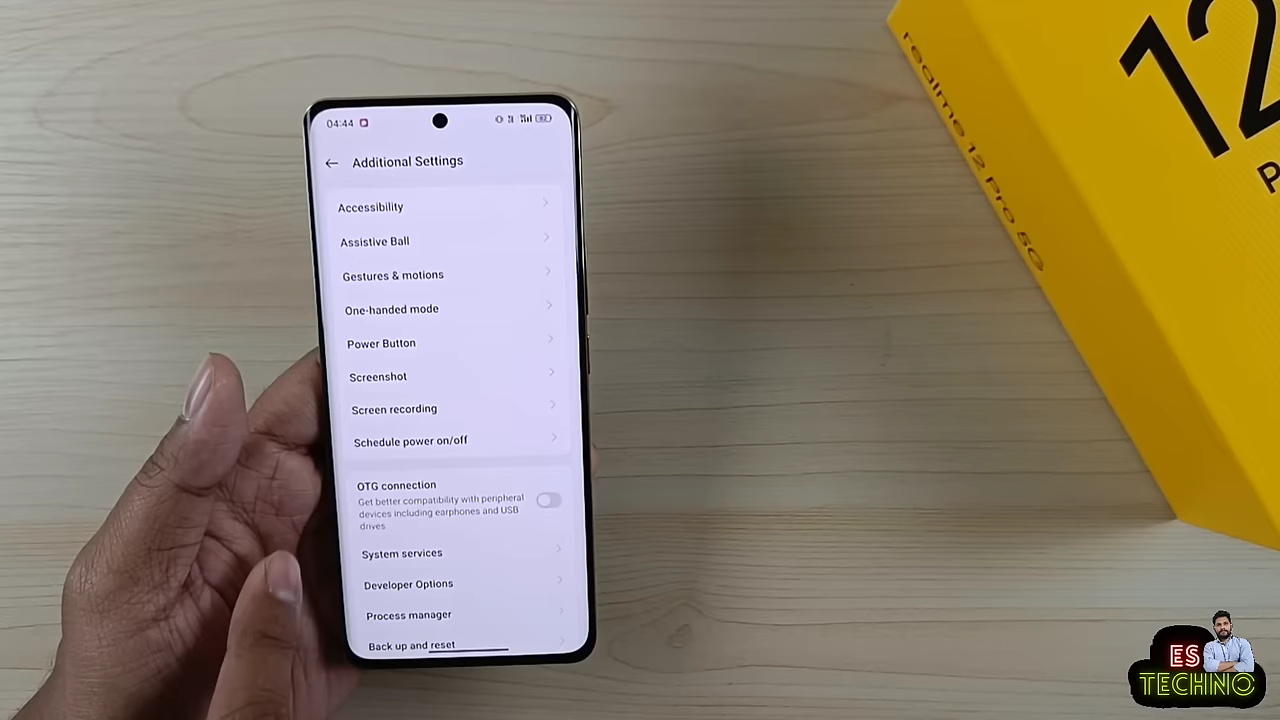 04:44
82
Additional Settings
Accessibility
Assistive Ball
Gestures & motions
One-handed mode
Power Button
Screenshot
Screen recording
Schedule power on/off
OTG connection
Get better compatibility with peripheral
devices including earphones and USB
drives
System services
Developer Options
Process manager
Back up and reset
12
P
realme 12 Pro 5G
ES
TECHNO